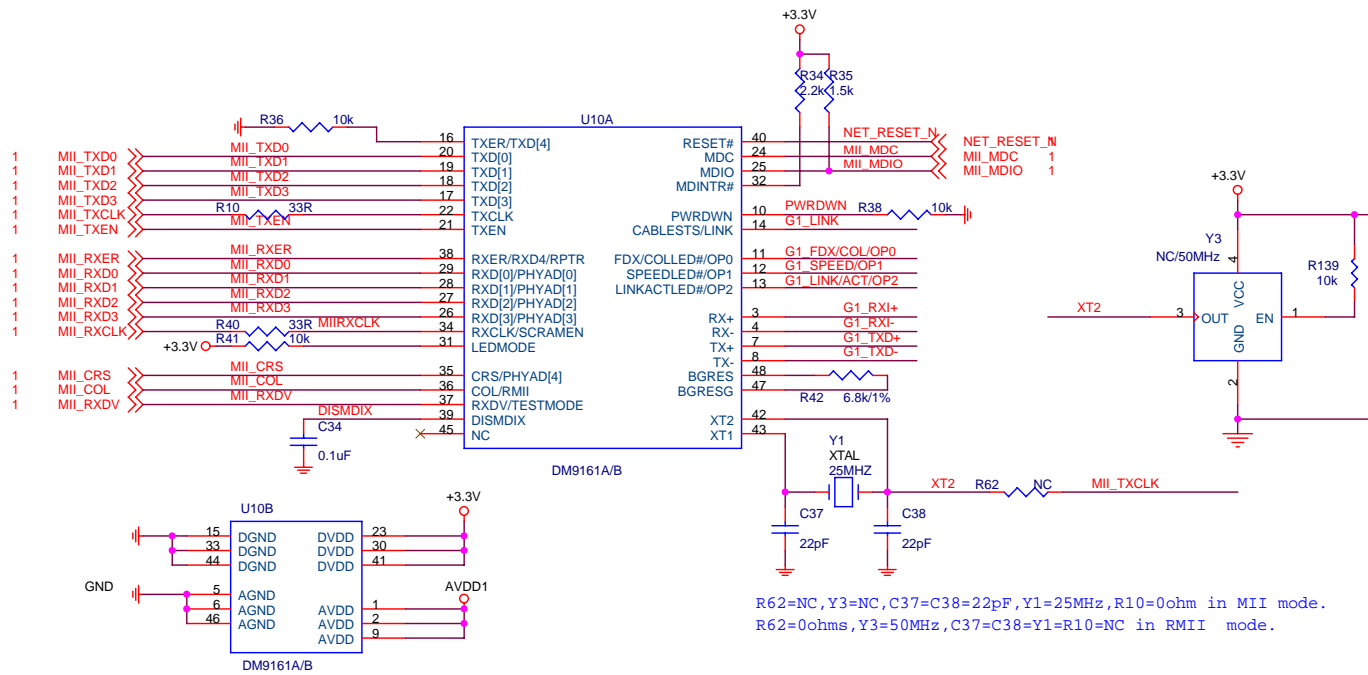 +3.3V
R34 R35
2.2k 1.5k
R36 10k
U10A
16 TXER/TXD[4]
RESET# 40 NET_RESET_N NET_RESET_N
1 MII_TXD0 MII_TXD0 20 TXD[0]
MDC 24 MII_MDC MII_MDC 1
1 MII_TXD1 MII_TXD1 19 TXD[1]
MDIO 25 MII_MDIO MII_MDIO 1
1 MII_TXD2 MII_TXD2 18 TXD[2]
MDINTR# 32
1 MII_TXD3 MII_TXD3 17 TXD[3]
1 MII_TXCLK R10 33R 22 TXCLK
PWRDWN 10 PWRDWN R38 10k
1 MII_TXEN MII_TXEN 21 TXEN
CABLESTS/LINK 14 G1_LINK
1 MII_RXER MII_RXER 38 RXER/RXD4/RPTR
FDX/COLLED#/OP0 11 G1_FDX/COL/OP0
1 MII_RXD0 MII_RXD0 29 RXD[0]/PHYAD[0]
SPEEDLED#/OP1 12 G1_SPEED/OP1
1 MII_RXD1 MII_RXD1 28 RXD[1]/PHYAD[1]
LINKACTLED#/OP2 13 G1_LINK/ACT/OP2
1 MII_RXD2 MII_RXD2 27 RXD[2]/PHYAD[2]
1 MII_RXD3 MII_RXD3 26 RXD[3]/PHYAD[3]
RX+ 3 G1_RXI+
1 MII_RXCLK R40 33R MIIRXCLK 34 RXCLK/SCRAMEN
RX- 4 G1_RXI-
+3.3V R41 10k 31 LEDMODE
TX+ 7 G1_TXD+
TX- 8 G1_TXD-
1 MII_CRS MII_CRS 35 CRS/PHYAD[4]
BGRES 48
1 MII_COL MII_COL 36 COL/RMII
BGRESG 47
R42 6.8k/1%
1 MII_RXDV MII_RXDV 37 RXDV/TESTMODE
DISMDIX 39 DISMDIX
XT2 42
45 NC
XT1 43
C34
0.1uF
DM9161A/B
Y1
XTAL
25MHZ
XT2 R62 NC MII_TXCLK
C37
22pF
C38
22pF
+3.3V
Y3
NC/50MHz
4
VCC
XT2 3 OUT
EN 1
GND
2
R139
10k
U10B
+3.3V
15 DGND DVDD 23
33 DGND DVDD 30
44 DGND DVDD 41
GND
AVDD1
5 AGND
6 AGND AVDD 1
46 AGND AVDD 2
AVDD 9
DM9161A/B
R62=NC,Y3=NC,C37=C38=22pF,Y1=25MHz,R10=0ohm in MII mode.
R62=0ohms,Y3=50MHz,C37=C38=Y1=R10=NC in RMII mode.